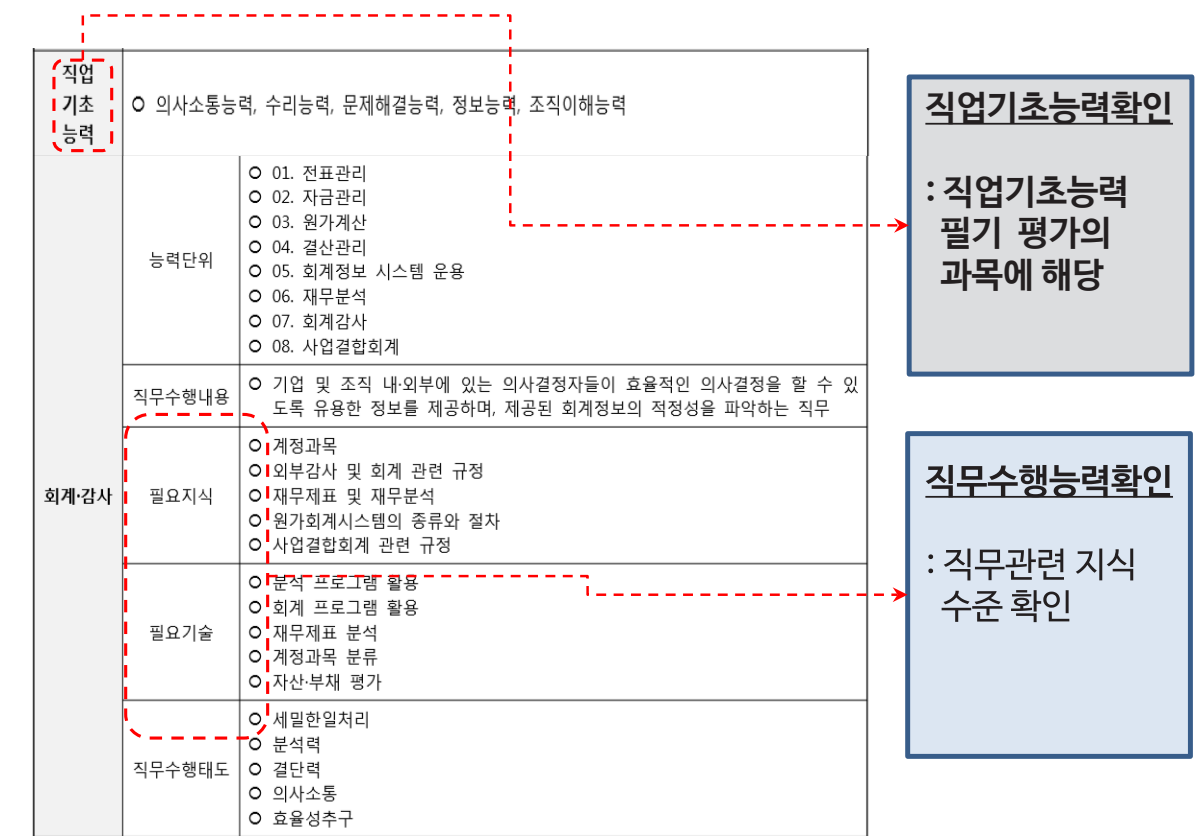 직업
기초
능력
○ 의사소통능력, 수리능력, 문제해결능력, 정보능력, 조직이해능력
회계·감사
능력단위
○ 01. 전표관리
○ 02. 자금관리
○ 03. 원가계산
○ 04. 결산관리
○ 05. 회계정보 시스템 운용
○ 06. 재무분석
○ 07. 회계감사
○ 08. 사업결합회계
직무수행내용
○ 기업 및 조직 내·외부에 있는 의사결정자들이 효율적인 의사결정을 할 수 있
도록 유용한 정보를 제공하며, 제공된 회계정보의 적정성을 파악하는 직무
필요지식
○ 계정과목
○ 외부감사 및 회계 관련 규정
○ 재무제표 및 재무분석
○ 원가회계시스템의 종류와 절차
○ 사업결합회계 관련 규정
필요기술
○ 분석 프로그램 활용
○ 회계 프로그램 활용
○ 재무제표 분석
○ 계정과목 분류
○ 자산·부채 평가
직무수행태도
○ 세밀한일처리
○ 분석력
○ 결단력
○ 의사소통
○ 효율성추구
직업기초능력확인
: 직업기초능력
필기 평가의
과목에 해당
직무수행능력확인
: 직무관련 지식
수준 확인